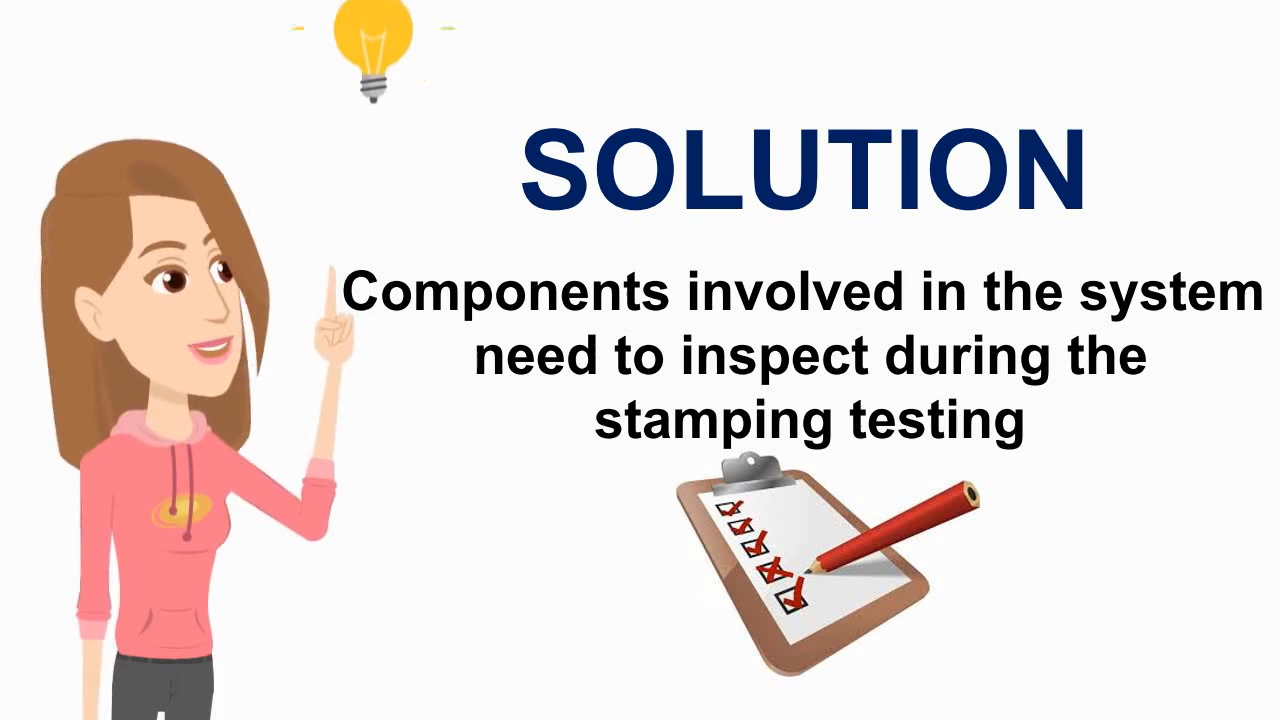 SOLUTION
Components involved in the system
need to inspect during the
stamping testing